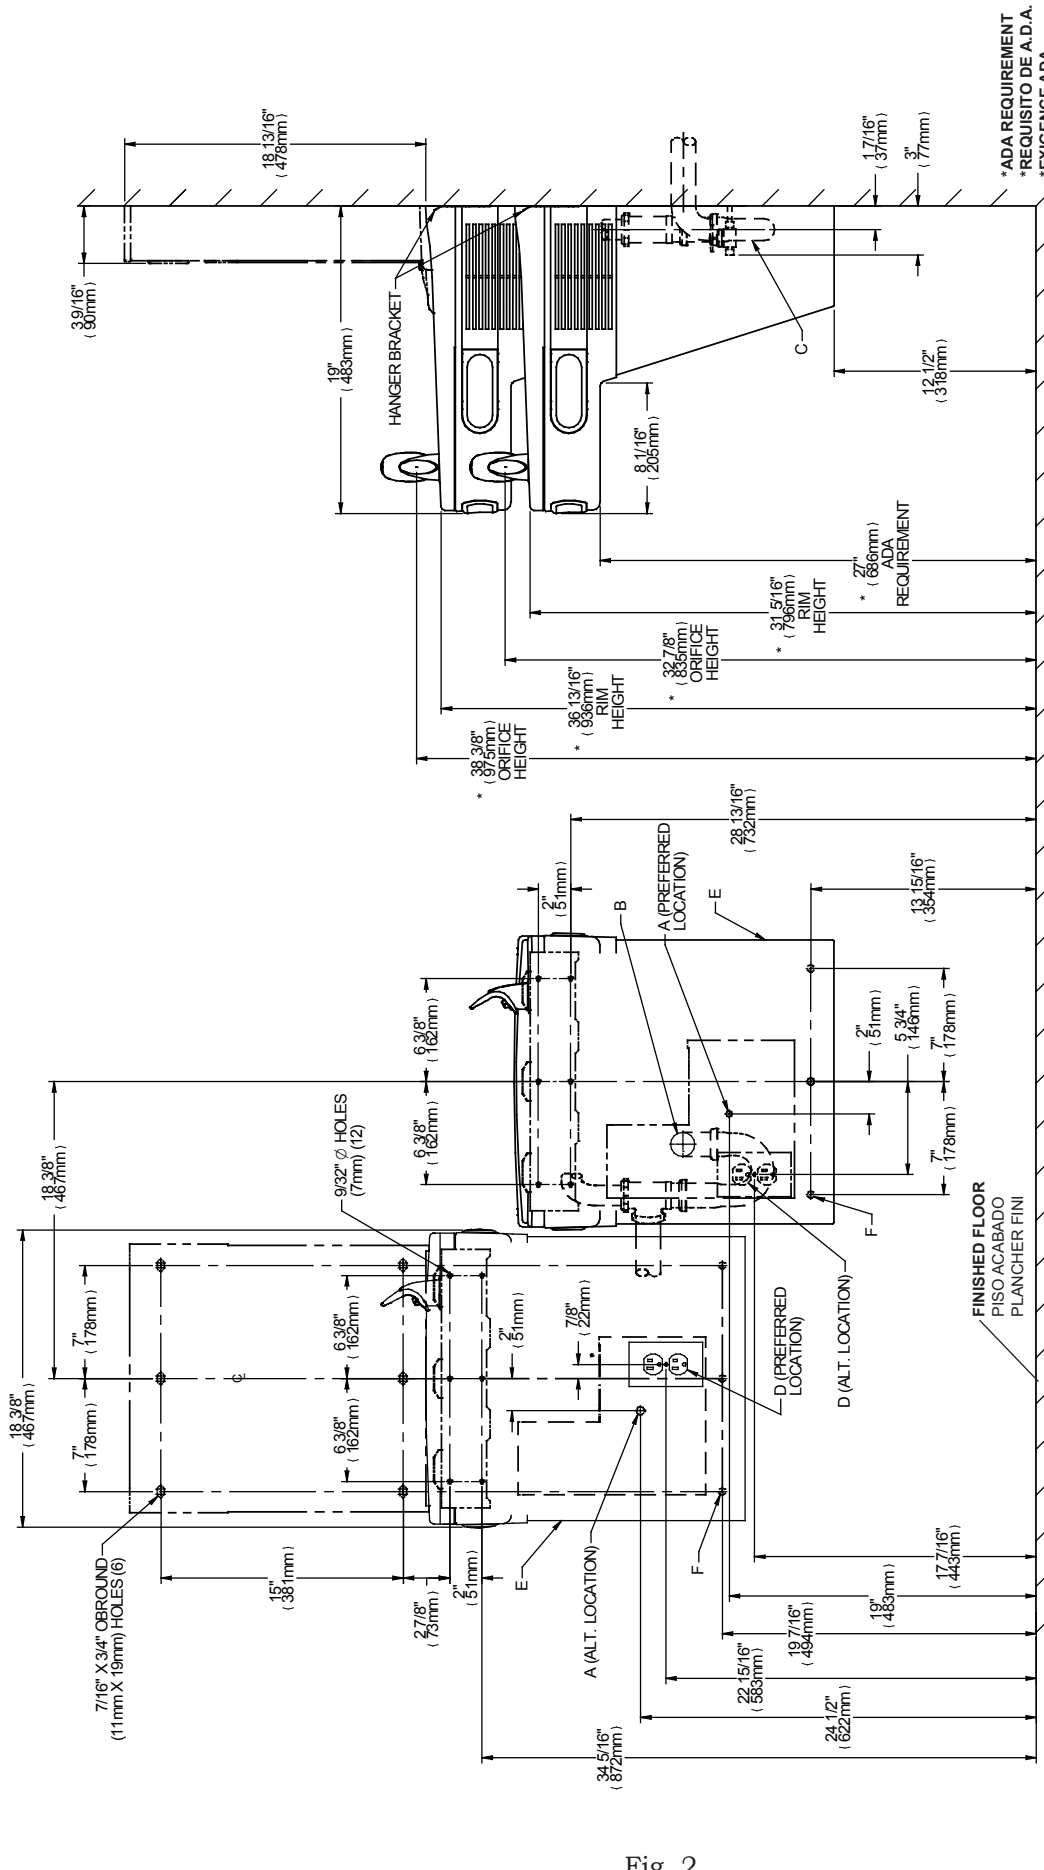 *ADA REQUIREMENT
*REQUISITO DE A.D.A.
18 13/16"
(478mm)
1 7/16"
(37mm)
3"
(77mm)
3 9/16"
(90mm)
19"
(483mm)
HANGER BRACKET
C
12 1/2"
(318mm)
8 1/16"
(205mm)
* 27"
(686mm)
ADA
REQUIREMENT
* 31 5/16"
(796mm)
RIM
HEIGHT
* 32 7/8"
(835mm)
ORIFICE
HEIGHT
* 36 13/16"
(936mm)
RIM
HEIGHT
* 38 3/8"
(975mm)
ORIFICE
HEIGHT
28 13/16"
(732mm)
2"
(51mm)
B
A (PREFERRED
LOCATION)
E
13 15/16"
(354mm)
6 3/8"
(162mm)
6 3/8"
(162mm)
2"
(51mm)
5 3/4"
(146mm)
7"
(178mm)
7"
(178mm)
18 3/8"
(467mm)
9/32" Ø HOLES
(7mm) (12)
F
FINISHED FLOOR
PISO ACABADO
PLANCHER FINI
18 3/8"
(467mm)
7"
(178mm)
7"
(178mm)
℄
6 3/8"
(162mm)
6 3/8"
(162mm)
2"
(51mm)
7/8"
(22mm)
D (PREFERRED
LOCATION)
D (ALT. LOCATION)
7/16" X 3/4" OBROUND
(11mm X 19mm) HOLES (6)
15"
(381mm)
2 7/8"
(73mm)
2"
(51mm)
E
A (ALT. LOCATION)
F
17 7/16"
(443mm)
19"
(483mm)
19 7/16"
(494mm)
22 15/16"
(583mm)
24 1/2"
(622mm)
34 5/16"
(872mm)
Fig. 2